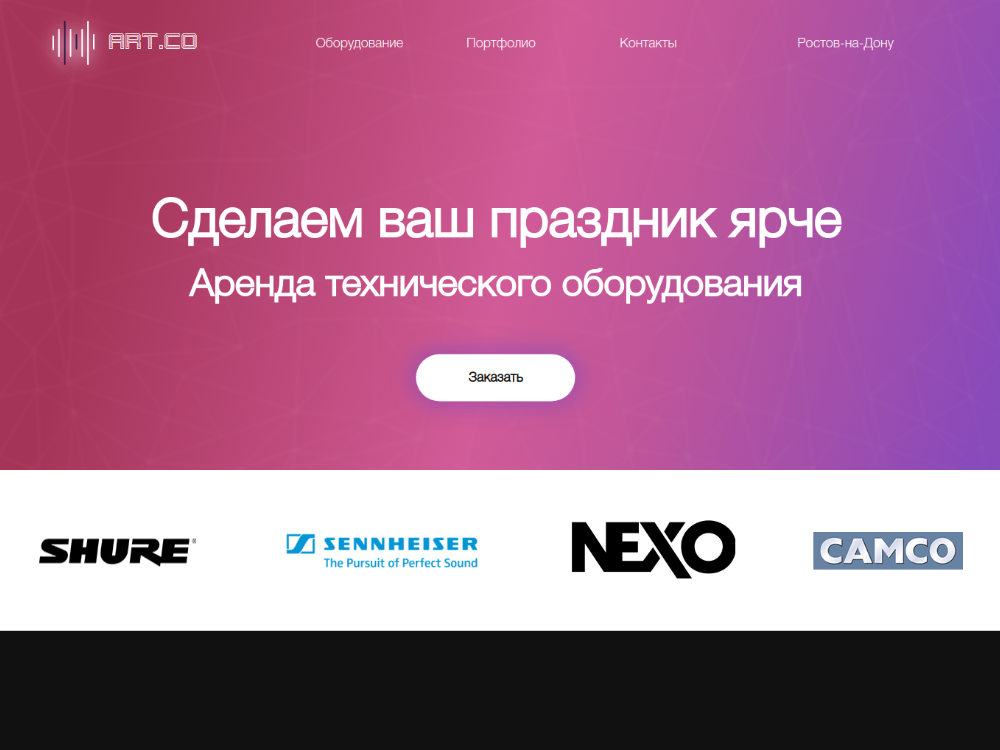 ART.CO
Оборудование
Портфолио
Контакты
Ростов-на-Дону
Сделаем ваш праздник ярче
Аренда технического оборудования
Заказать
SHURE®
SENNHEISER
The Pursuit of Perfect Sound
NEXO
CAMCO